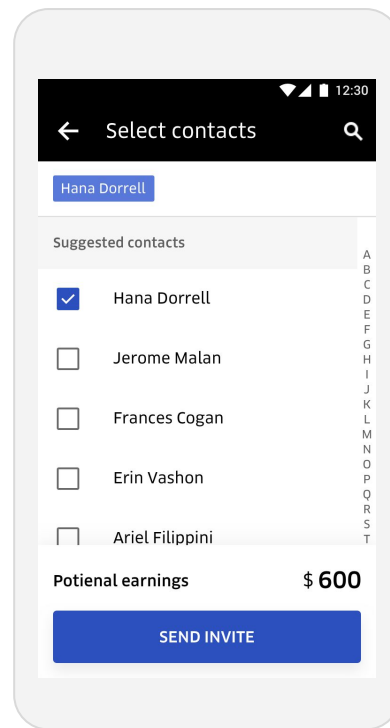 12:30
Select contacts
Hana Dorrell
Suggested contacts
Hana Dorrell
Jerome Malan
Frances Cogan
Erin Vashon
Ariel Filippini
A
B
C
D
E
F
G
H
I
J
K
L
M
N
O
P
Q
R
S
T
Potienal earnings
$ 600
SEND INVITE